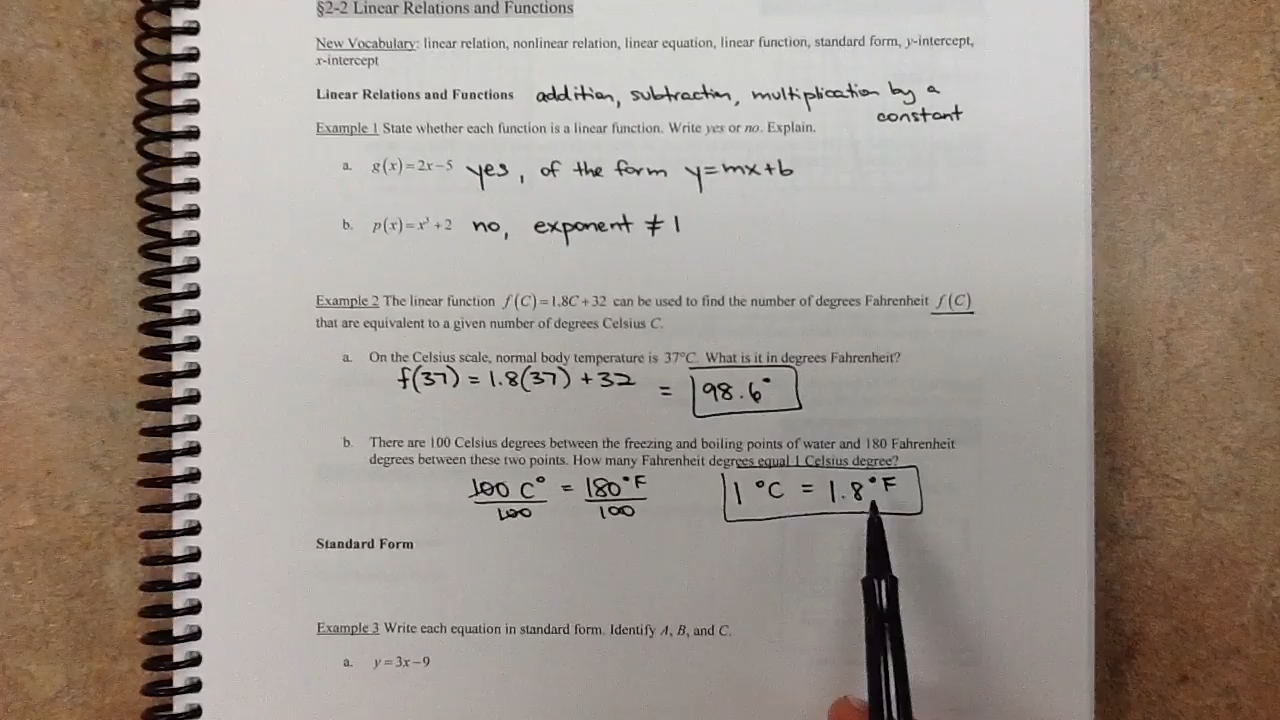 §2-2 Linear Relations and Functions
New Vocabulary: linear relation, nonlinear relation, linear equation, linear function, standard form, y-intercept,
x-intercept
Linear Relations and Functions addition, subtraction, multiplication by a
constant
Example 1 State whether each function is a linear function. Write yes or no. Explain.
a. g(x)=2x-5 yes, of the form y=mx+b
b. p(x)=x³+2 no, exponent ≠ 1
Example 2 The linear function f(C)=1.8C+32 can be used to find the number of degrees Fahrenheit f(C)
that are equivalent to a given number of degrees Celsius C.
a. On the Celsius scale, normal body temperature is 37°C. What is it in degrees Fahrenheit?
f(37) = 1.8(37) + 32 = 98.6°
b. There are 100 Celsius degrees between the freezing and boiling points of water and 180 Fahrenheit
degrees between these two points. How many Fahrenheit degrees equal 1 Celsius degree?
100 C° = 180°F 1 °C = 1.8°F
100 100
Standard Form
Example 3 Write each equation in standard form. Identify A, B, and C.
a. y=3x-9